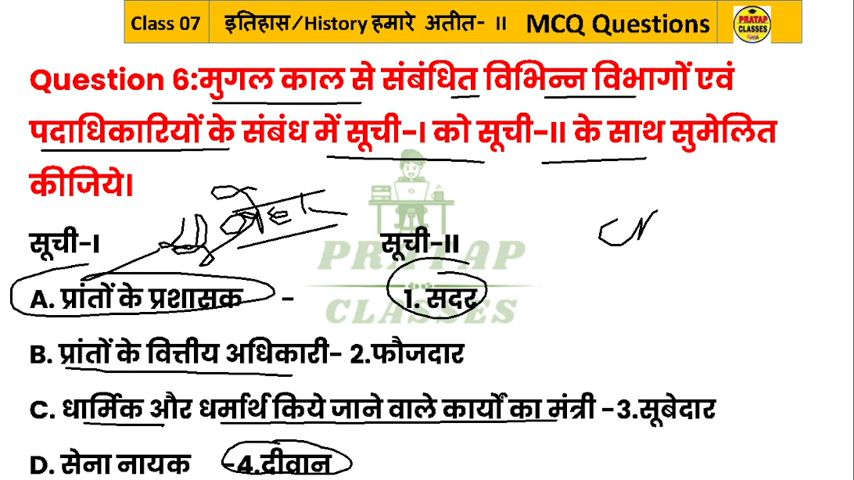 Class 07 इतिहास/History हमारे अतीत- II MCQ Questions PRATAP CLASSES
Question 6:मुगल काल से संबंधित विभिन्न विभागों एवं
पदाधिकारियों के संबंध में सूची-I को सूची-II के साथ सुमेलित
कीजिये।
सूची-I सूची-II
PRATAP
A. प्रांतों के प्रशासक - 1. सदर
CLASSES
B. प्रांतों के वित्तीय अधिकारी- 2.फौजदार
C. धार्मिक और धर्मार्थ किये जाने वाले कार्यों का मंत्री -3.सूबेदार
D. सेना नायक -4.दीवान